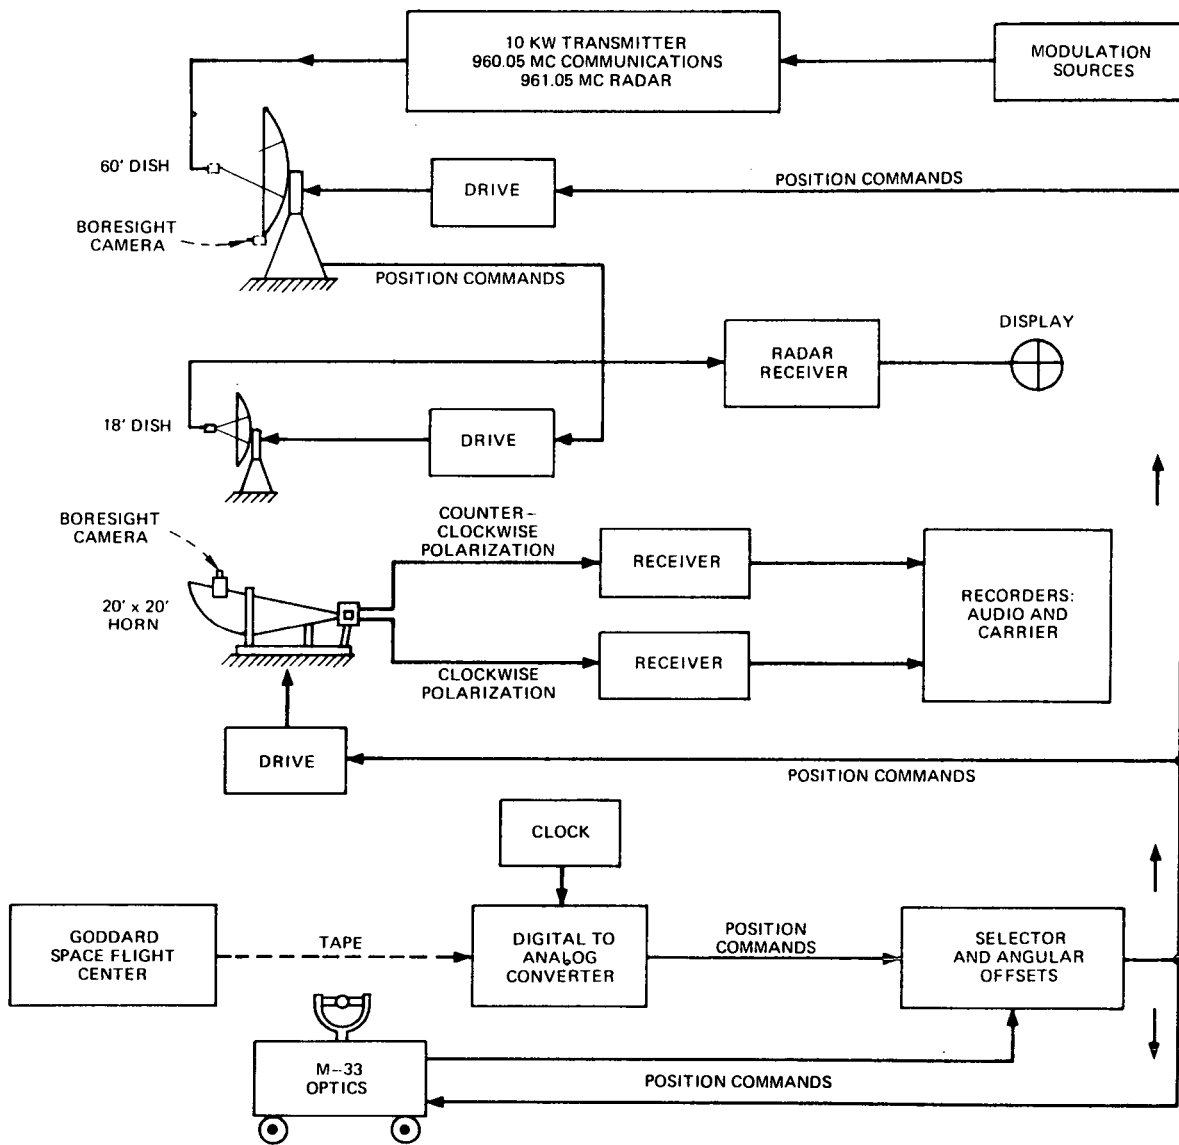 10 KW TRANSMITTER
960.05 MC COMMUNICATIONS
961.05 MC RADAR
MODULATION
SOURCES
60' DISH
DRIVE
POSITION COMMANDS
BORESIGHT
CAMERA
POSITION COMMANDS
RADAR
RECEIVER
DISPLAY
18' DISH
DRIVE
BORESIGHT
CAMERA
COUNTER-
CLOCKWISE
POLARIZATION
RECEIVER
20' x 20'
HORN
RECORDERS:
AUDIO AND
CARRIER
CLOCKWISE
POLARIZATION
RECEIVER
DRIVE
POSITION COMMANDS
CLOCK
GODDARD
SPACE FLIGHT
CENTER
TAPE
DIGITAL TO
ANALOG
CONVERTER
POSITION
COMMANDS
SELECTOR
AND ANGULAR
OFFSETS
M-33
OPTICS
POSITION COMMANDS